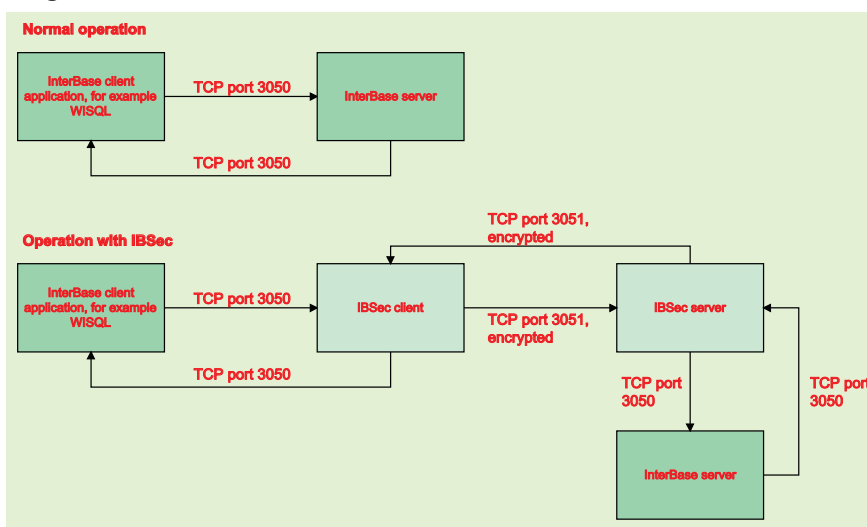 Normal operation
InterBase client
application, for example
WISQL
TCP port 3050
InterBase server
TCP port 3050
Operation with IBSec
InterBase client
application, for example
WISQL
TCP port 3050
TCP port 3050
IBSec client
TCP port 3051,
encrypted
TCP port 3051,
encrypted
IBSec server
TCP port
3050
TCP port
3050
InterBase server